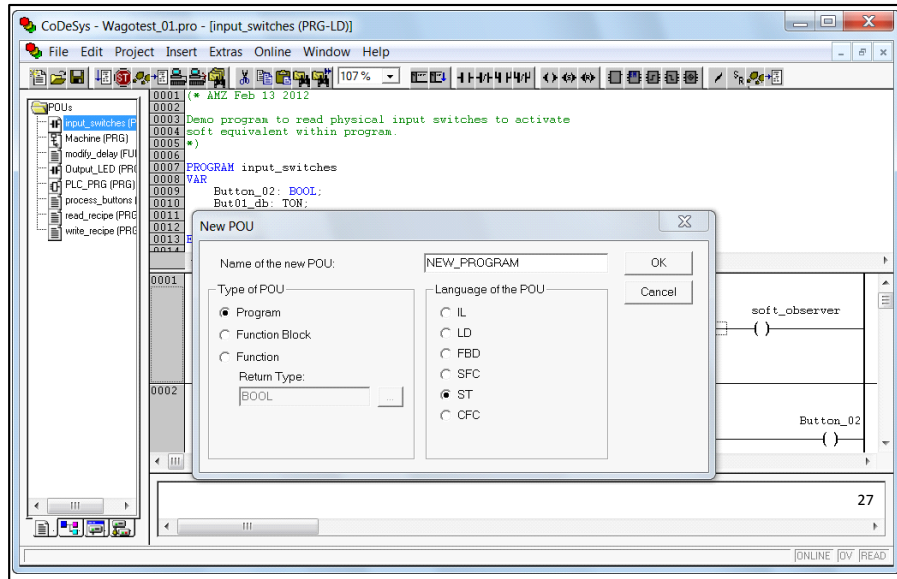 CoDeSys - Wagotest_01.pro - [input_switches (PRG-LD)]
File Edit Project Insert Extras Online Window Help
107 %
POUs
input_switches (P
Machine (PRG)
modify_delay (FUI
Output_LED (PRG
PLC_PRG (PRG)
process_buttons (
read_recipe (PRG
write_recipe (PRG
0001 (* AMZ Feb 13 2012
0002
0003 Demo program to read physical input switches to activate
0004 soft equivalent within program.
0005 *)
0006
0007 PROGRAM input_switches
0008 VAR
0009 Button_02: BOOL;
0010 But01_db: TON;
0011
0012
0013 E
0014
New POU
Name of the new POU: NEW_PROGRAM OK
Cancel
Type of POU
Program
Function Block
Function
Return Type:
BOOL ...
Language of the POU
IL
LD
FBD
SFC
ST
CFC
0001
soft_observer
0002
Button_02
27
ONLINE OV READ